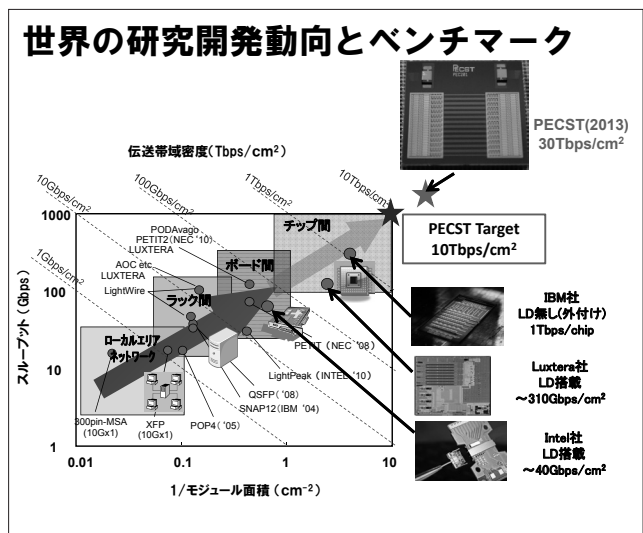 世界の研究開発動向とベンチマーク
PECST
PECST(2013)
30Tbps/cm²
伝送帯域密度(Tbps/cm²)
10Gbps/cm²
100Gbps/cm²
1Tbps/cm²
10Tbps/cm²
1Gbps/cm²
PECST Target
10Tbps/cm²
スループット (Gbps)
1000
100
10
1
チップ間
PODAvago
PETIT2(NEC '10)
LUXTERA
ボード間
AOC etc
LUXTERA
LightWire
ラック間
ローカルエリア
ネットワーク
PETIT (NEC '08)
LightPeak (INTEL '10)
QSFP('08)
SNAP12(IBM '04)
POP4( '05)
300pin-MSA
(10Gx1)
XFP
(10Gx1)
0.01
0.1
1
10
1/モジュール面積 (cm⁻²)
IBM社
LD無し(外付け)
1Tbps/chip
Luxtera社
LD搭載
~310Gbps/cm²
Intel社
LD搭載
~40Gbps/cm²